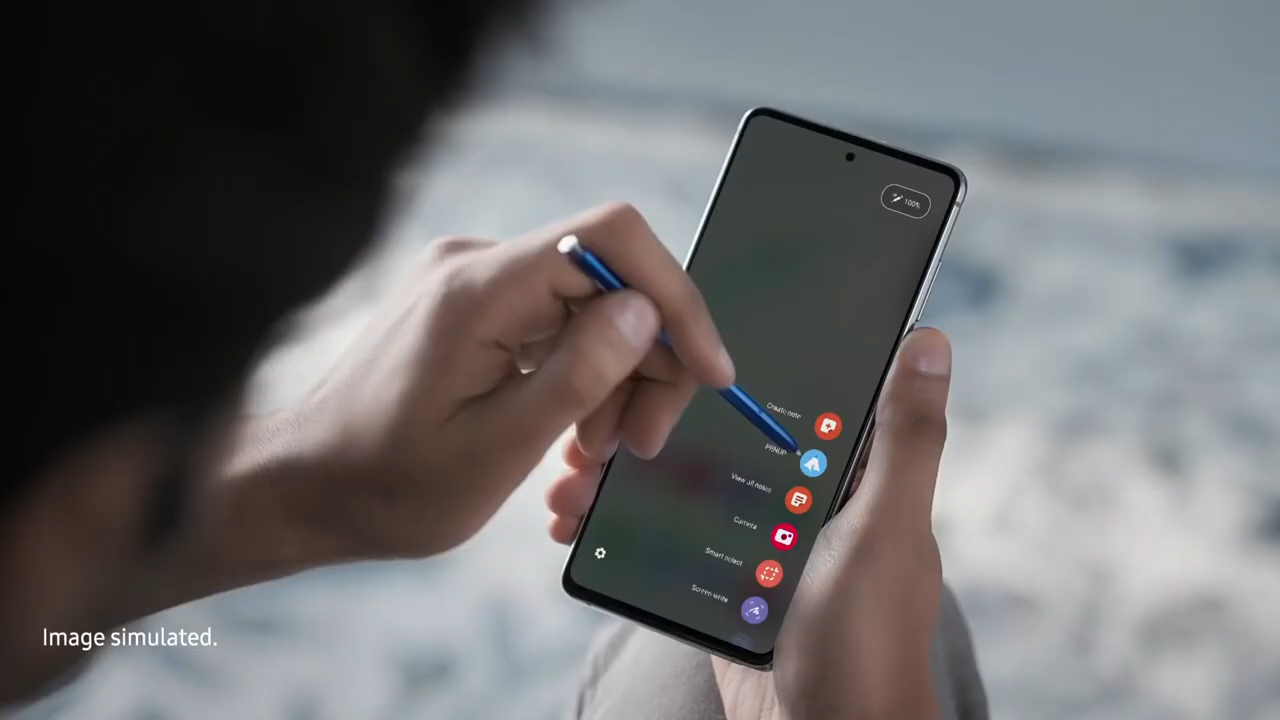 100%
Create note
PENUP
View all notes
Camera
Smart select
Screen write
Image simulated.